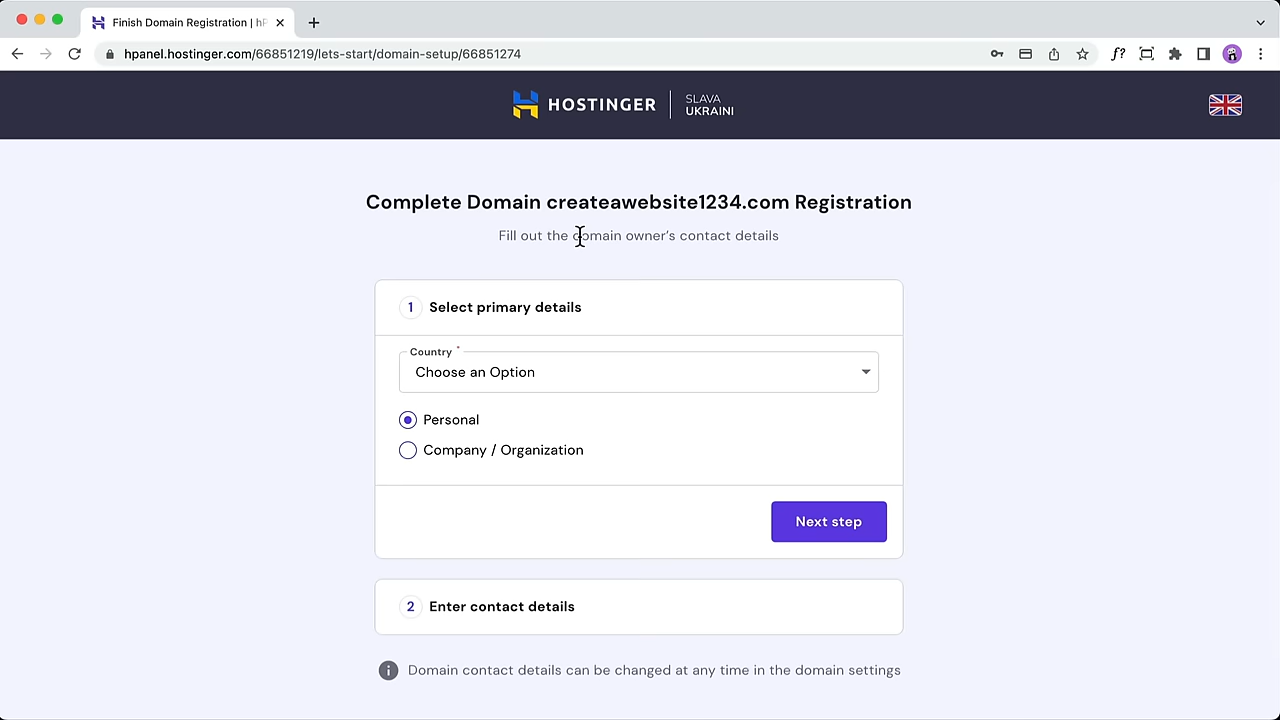 Finish Domain Registration | hP
hpanel.hostinger.com/66851219/lets-start/domain-setup/66851274
f?
HOSTINGER
SLAVA
UKRAINI
Complete Domain createawebsite1234.com Registration
Fill out the domain owner's contact details
1 Select primary details
Country *
Choose an Option
Personal
Company / Organization
Next step
2 Enter contact details
Domain contact details can be changed at any time in the domain settings